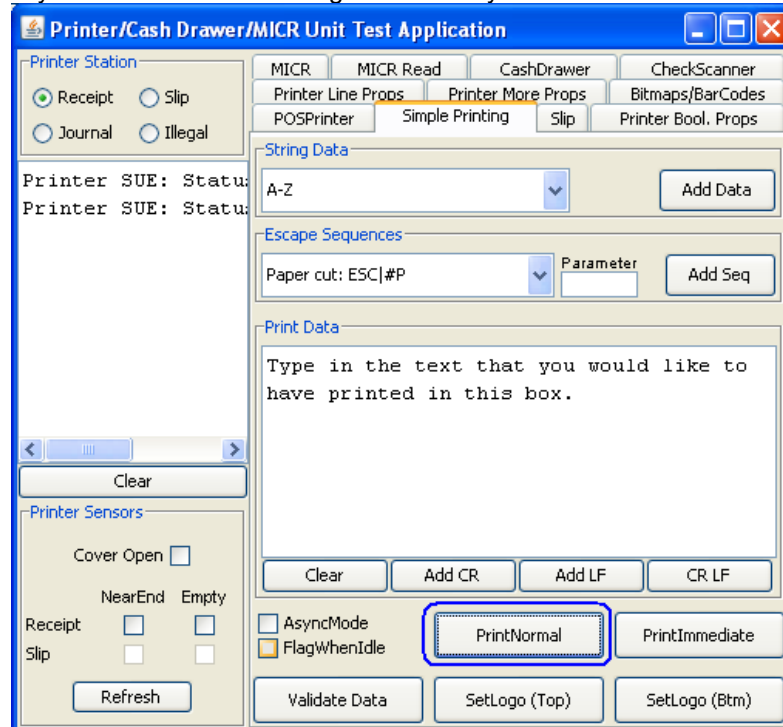 Printer/Cash Drawer/MICR Unit Test Application
Printer Station
Receipt Slip
Journal Illegal
Printer SUE: Statu
Printer SUE: Statu
Clear
Printer Sensors
Cover Open
NearEnd Empty
Receipt
Slip
Refresh
MICR MICR Read CashDrawer CheckScanner
Printer Line Props Printer More Props Bitmaps/BarCodes
POSPrinter Simple Printing Slip Printer Bool. Props
String Data
A-Z Add Data
Escape Sequences
Paper cut: ESC|#P Parameter Add Seq
Print Data
Type in the text that you would like to
have printed in this box.
Clear Add CR Add LF CR LF
AsyncMode
FlagWhenIdle
PrintNormal PrintImmediate
Validate Data SetLogo (Top) SetLogo (Btm)